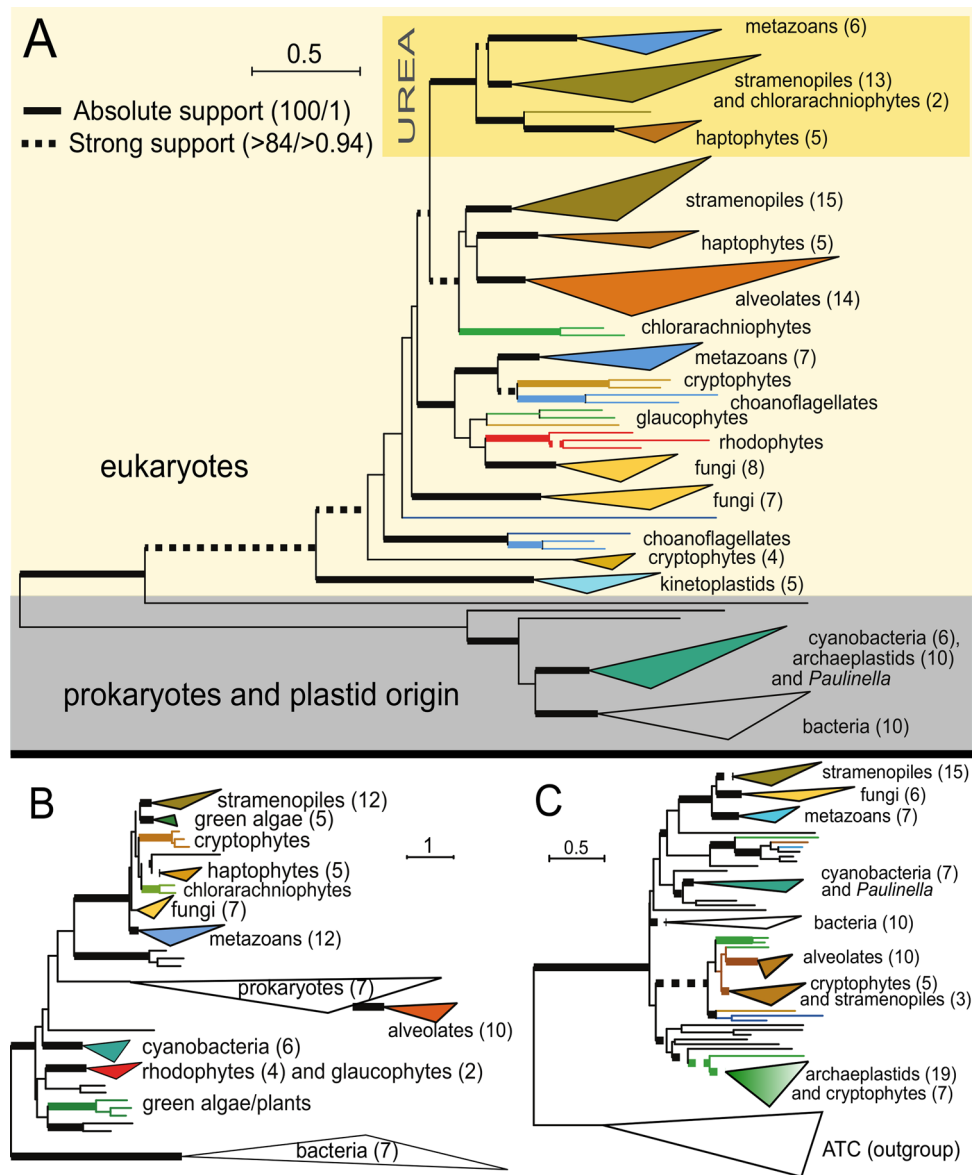 A
0.5
Absolute support (100/1)
Strong support (>84/>0.94)
UREA
metazoans (6)
stramenopiles (13)
and chlorarachniophytes (2)
haptophytes (5)
stramenopiles (15)
haptophytes (5)
alveolates (14)
chlorarachniophytes
metazoans (7)
cryptophytes
choanoflagellates
glaucophytes
rhodophytes
fungi (8)
fungi (7)
choanoflagellates
cryptophytes (4)
kinetoplastids (5)
eukaryotes
cyanobacteria (6),
archaeplastids (10)
and Paulinella
bacteria (10)
prokaryotes and plastid origin
B
1
stramenopiles (12)
green algae (5)
cryptophytes
haptophytes (5)
chlorarachniophytes
fungi (7)
metazoans (12)
prokaryotes (7)
alveolates (10)
cyanobacteria (6)
rhodophytes (4) and glaucophytes (2)
green algae/plants
bacteria (7)
C
0.5
stramenopiles (15)
fungi (6)
metazoans (7)
cyanobacteria (7)
and Paulinella
bacteria (10)
alveolates (10)
cryptophytes (5)
and stramenopiles (3)
archaeplastids (19)
and cryptophytes (7)
ATC (outgroup)